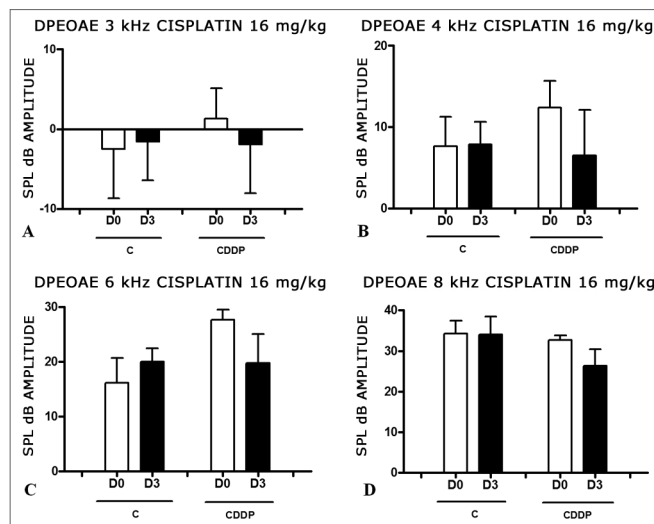 DPEOAE 3 kHz CISPLATIN 16 mg/kg
SPL dB AMPLITUDE
10
0
-10
D0 D3 D0 D3
C CDDP
A
DPEOAE 4 kHz CISPLATIN 16 mg/kg
SPL dB AMPLITUDE
20
10
0
D0 D3 D0 D3
C CDDP
B
DPEOAE 6 kHz CISPLATIN 16 mg/kg
SPL dB AMPLITUDE
30
20
10
0
D0 D3 D0 D3
C CDDP
C
DPEOAE 8 kHz CISPLATIN 16 mg/kg
SPL dB AMPLITUDE
40
30
20
10
0
D0 D3 D0 D3
C CDDP
D